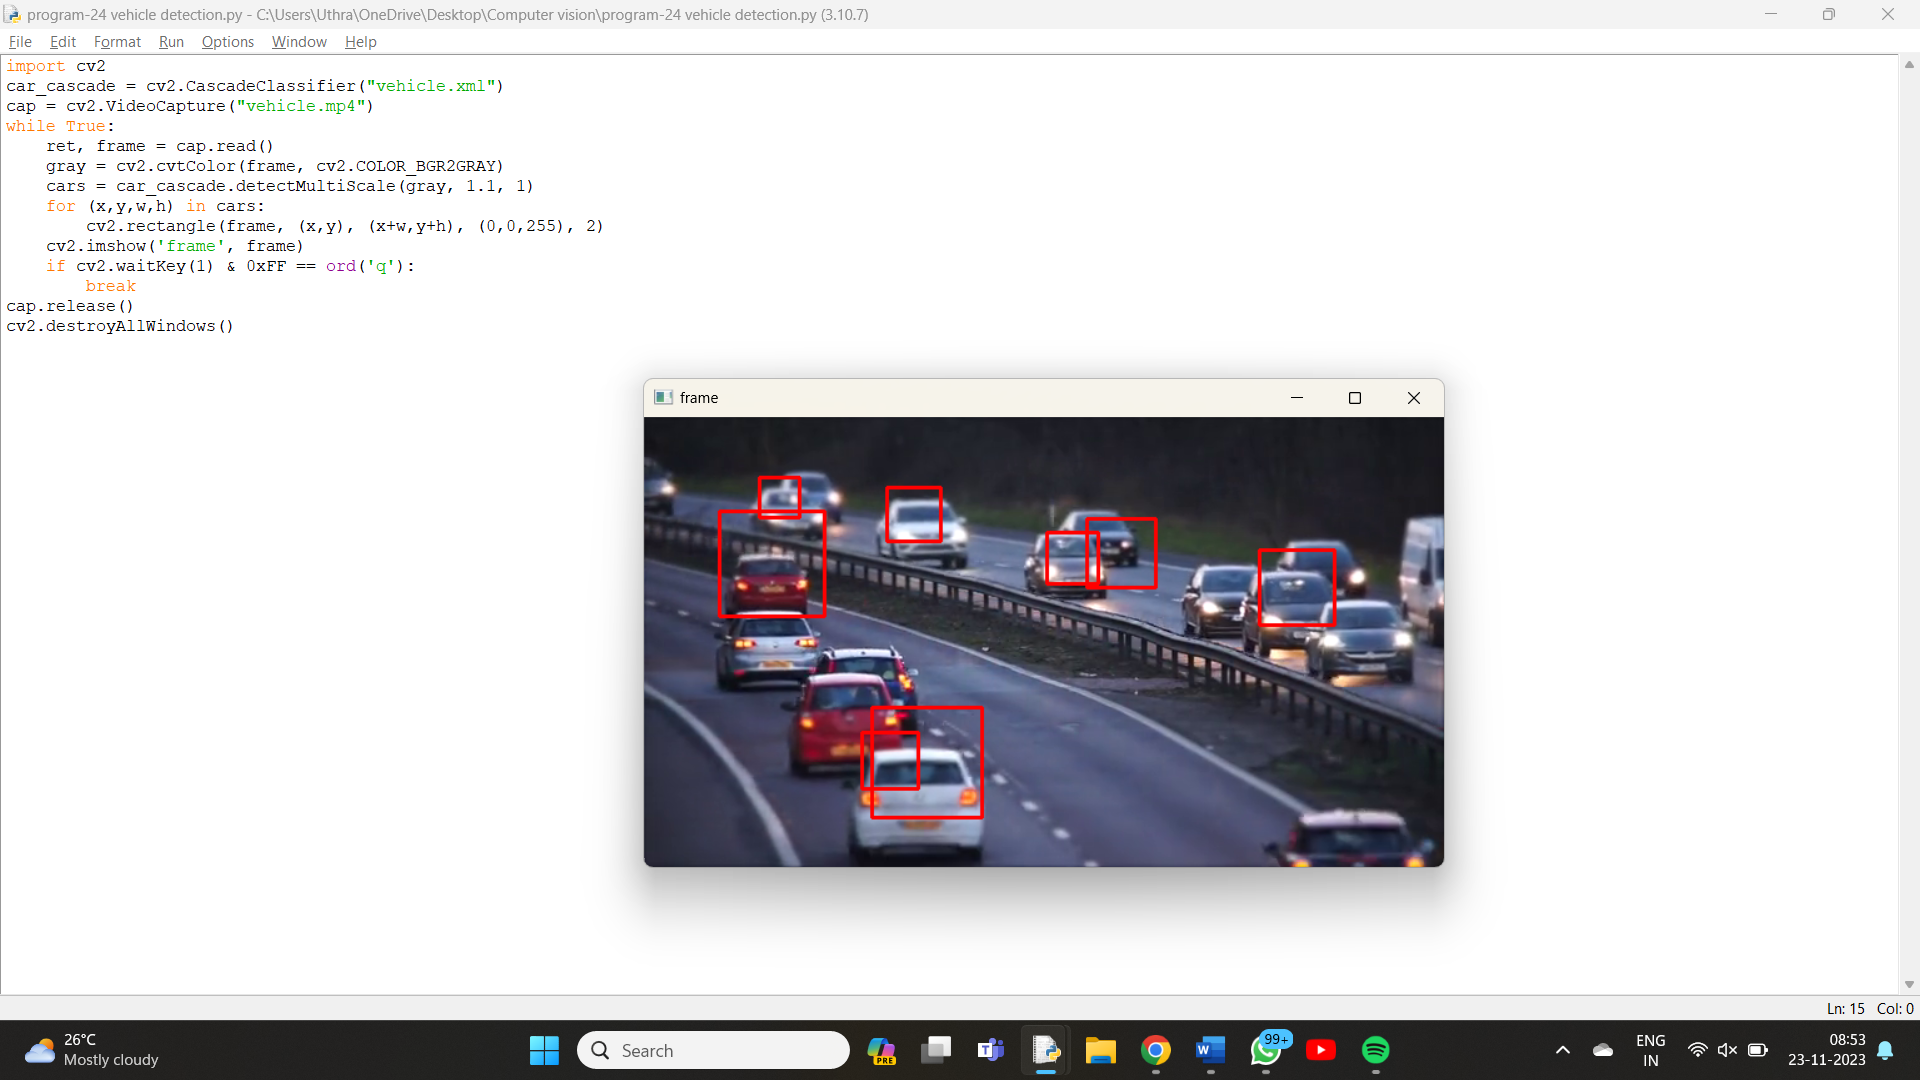 program-24 vehicle detection.py - C:\Users\Uthra\OneDrive\Desktop\Computer vision\program-24 vehicle detection.py (3.10.7)
File Edit Format Run Options Window Help
import cv2
car_cascade = cv2.CascadeClassifier("vehicle.xml")
cap = cv2.VideoCapture("vehicle.mp4")
while True:
    ret, frame = cap.read()
    gray = cv2.cvtColor(frame, cv2.COLOR_BGR2GRAY)
    cars = car_cascade.detectMultiScale(gray, 1.1, 1)
    for (x,y,w,h) in cars:
        cv2.rectangle(frame, (x,y), (x+w,y+h), (0,0,255), 2)
    cv2.imshow('frame', frame)
    if cv2.waitKey(1) & 0xFF == ord('q'):
        break
cap.release()
cv2.destroyAllWindows()
frame
Ln: 15 Col: 0
26°C
Mostly cloudy
Search
PRE
99+
ENG
IN
08:53
23-11-2023